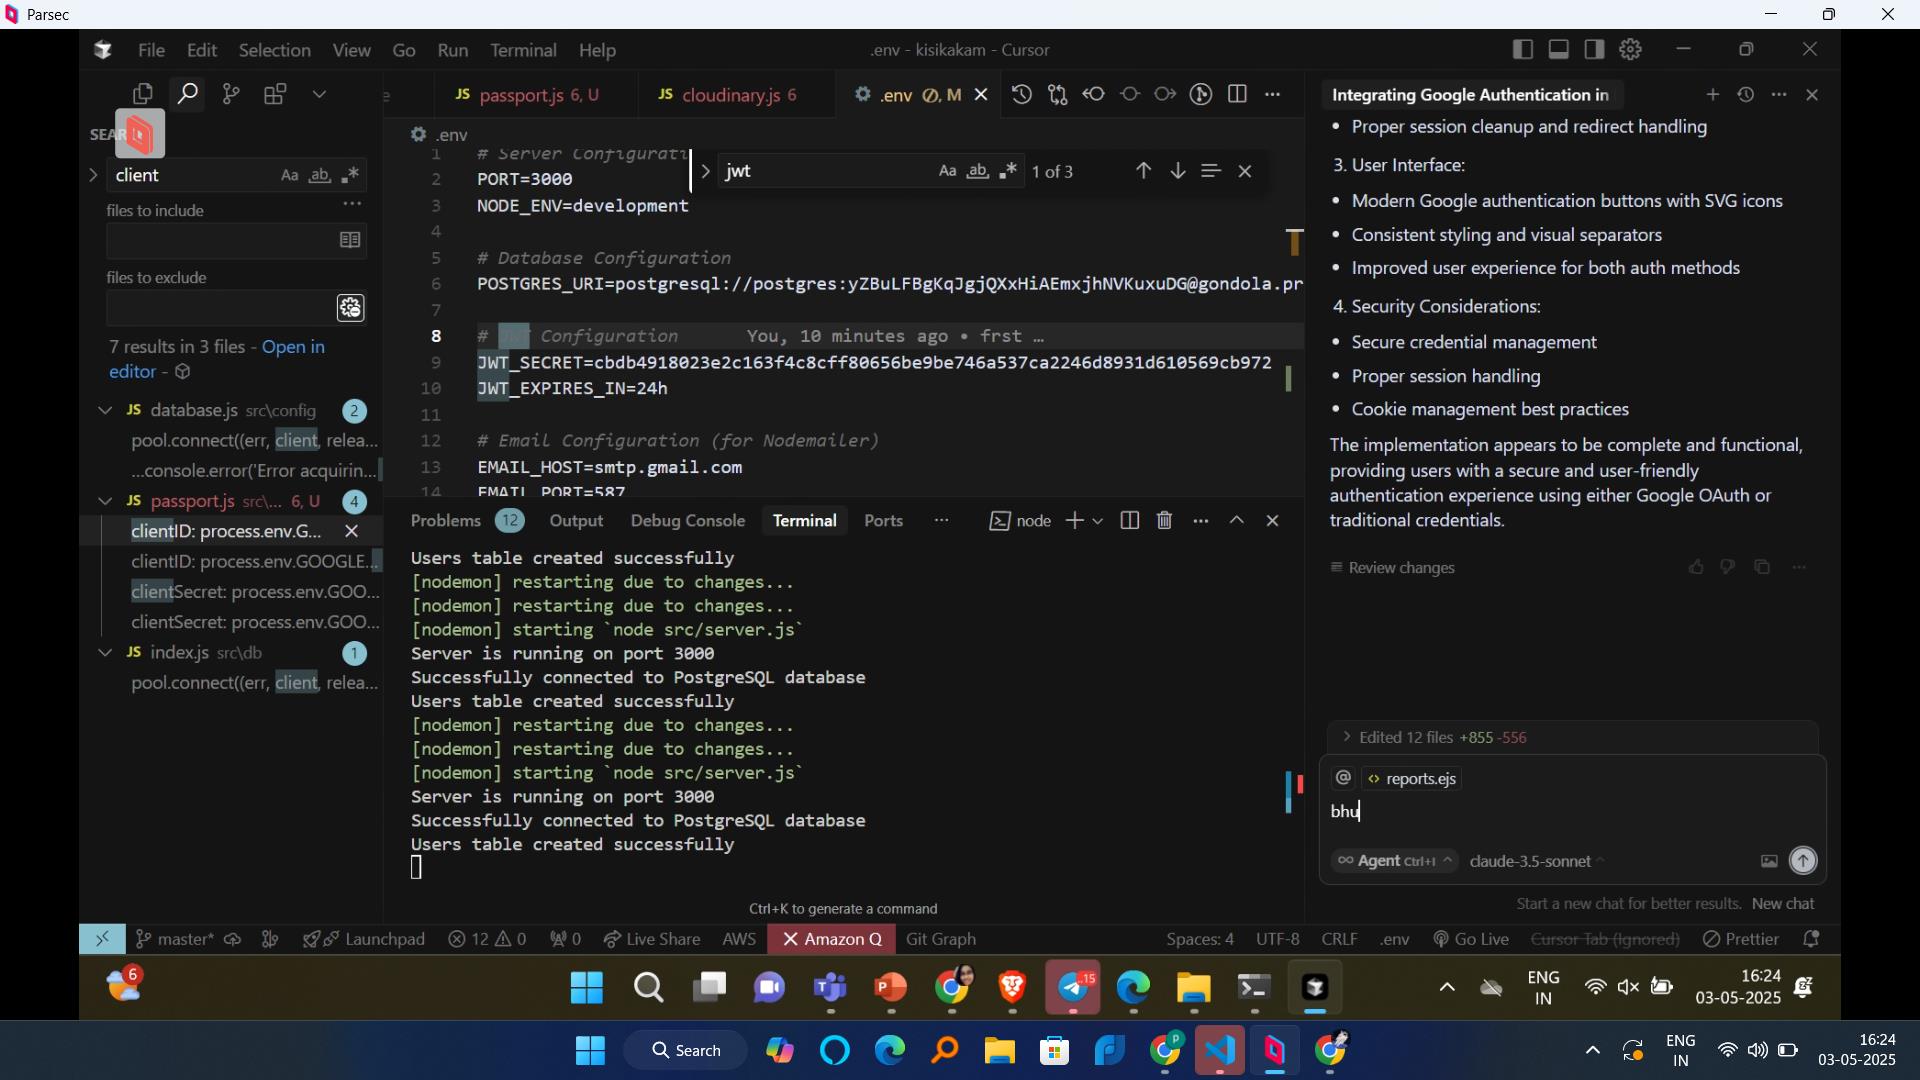 Parsec
File Edit Selection View Go Run Terminal Help
.env - kisikakam - Cursor
JS passport.js 6, U
JS cloudinary.js 6
.env M
Integrating Google Authentication in
SEAR
client
Aa ab
files to include
files to exclude
7 results in 3 files - Open in
editor -
JS database.js src\config 2
pool.connect((err, client, relea...
...console.error('Error acquirin...
JS passport.js src\... 6, U 4
clientID: process.env.G...
clientID: process.env.GOOGLE...
clientSecret: process.env.GOO...
clientSecret: process.env.GOO...
JS index.js src\db 1
pool.connect((err, client, relea...
.env
jwt
Aa ab
1 of 3
1 # Server Configurati
2 PORT=3000
3 NODE_ENV=development
4
5 # Database Configuration
6 POSTGRES_URI=postgresql://postgres:yZBuLFBgKqJgjQXxHiAEmxjhNVKuxuDG@gondola.pr
7
8 # JWT Configuration You, 10 minutes ago • frst …
9 JWT_SECRET=cbdb4918023e2c163f4c8cff80656be9be746a537ca2246d8931d610569cb972
10 JWT_EXPIRES_IN=24h
11
12 # Email Configuration (for Nodemailer)
13 EMAIL_HOST=smtp.gmail.com
14 EMAIL_PORT=587
Problems 12 Output Debug Console Terminal Ports
node
Users table created successfully
[nodemon] restarting due to changes...
[nodemon] restarting due to changes...
[nodemon] starting `node src/server.js`
Server is running on port 3000
Successfully connected to PostgreSQL database
Users table created successfully
[nodemon] restarting due to changes...
[nodemon] restarting due to changes...
[nodemon] starting `node src/server.js`
Server is running on port 3000
Successfully connected to PostgreSQL database
Users table created successfully
Ctrl+K to generate a command
• Proper session cleanup and redirect handling
3. User Interface:
• Modern Google authentication buttons with SVG icons
• Consistent styling and visual separators
• Improved user experience for both auth methods
4. Security Considerations:
• Secure credential management
• Proper session handling
• Cookie management best practices
The implementation appears to be complete and functional,
providing users with a secure and user-friendly
authentication experience using either Google OAuth or
traditional credentials.
Review changes
Edited 12 files +855 -556
@ reports.ejs
bhu
Agent Ctrl+I claude-3.5-sonnet
Start a new chat for better results. New chat
master* Launchpad 12 0 0 Live Share AWS Amazon Q Git Graph
Spaces: 4 UTF-8 CRLF .env Go Live Cursor Tab (Ignored) Prettier
6
15
ENG
IN
16:24
03-05-2025
Search
P
ENG
IN
16:24
03-05-2025